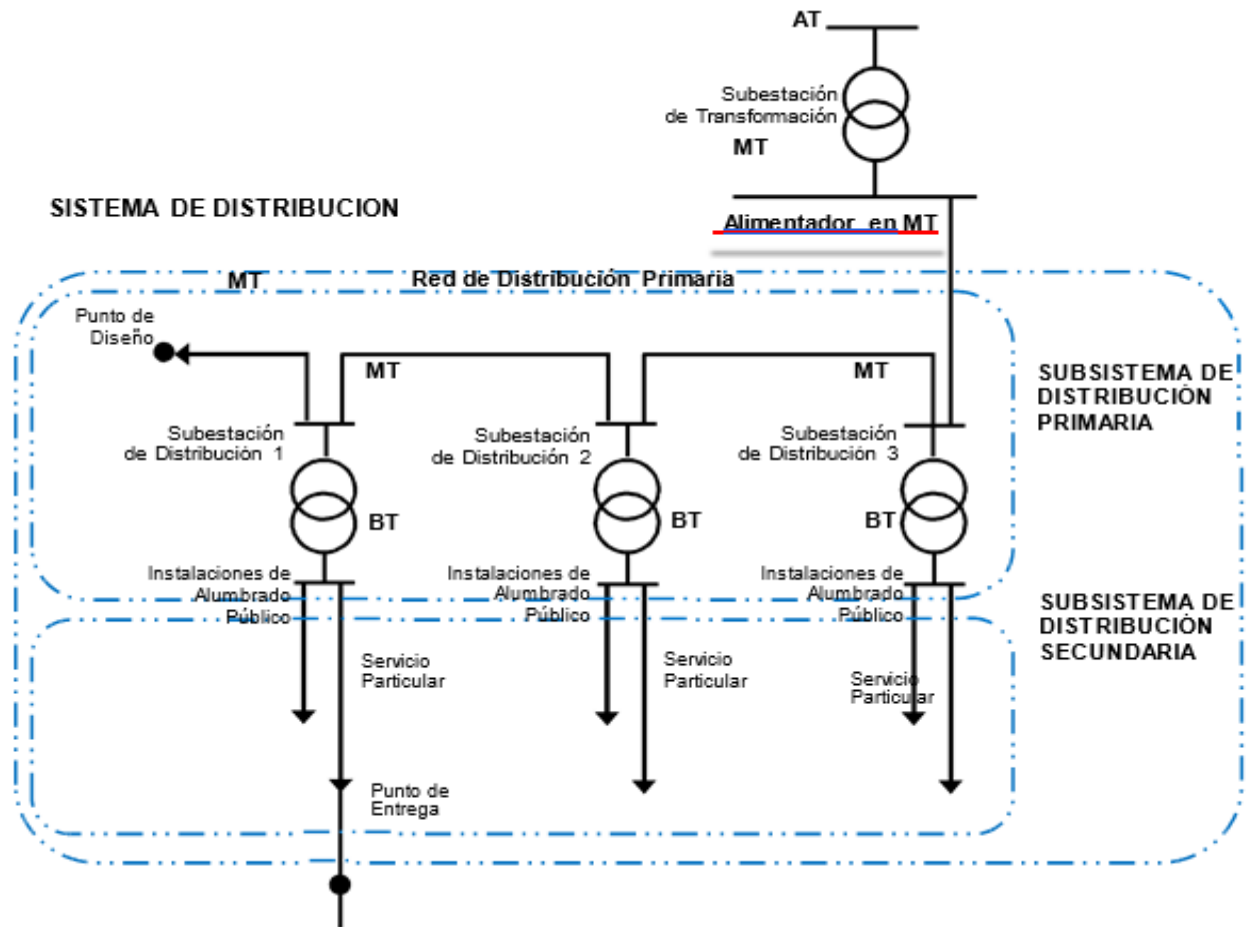 AT
Subestación
de Transformación
MT
SISTEMA DE DISTRIBUCION
Alimentador en MT
MT
Red de Distribución Primaria
Punto de
Diseño
MT
MT
SUBSISTEMA DE
DISTRIBUCIÓN
PRIMARIA
Subestación
de Distribución 1
Subestación
de Distribución 2
Subestación
de Distribución 3
BT
BT
BT
Instalaciones de
Alumbrado
Público
Instalaciones de
Alumbrado
Público
Instalaciones de
Alumbrado
Público
SUBSISTEMA DE
DISTRIBUCIÓN
SECUNDARIA
Servicio
Particular
Servicio
Particular
Servicio
Particular
Punto de
Entrega